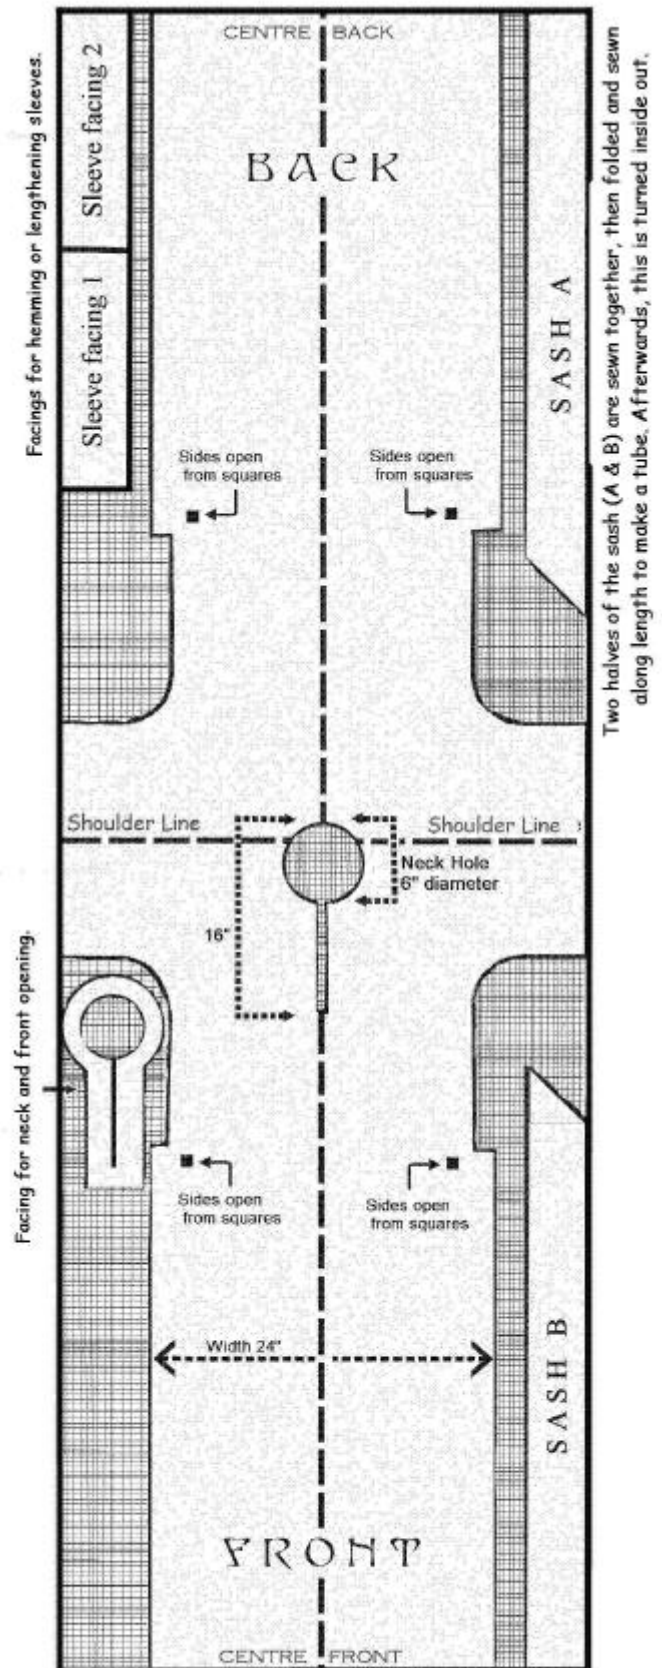 CENTRE BACK
BACK
Facings for hemming or lengthening sleeves.
Sleeve facing 2
Sleeve facing 1
SASH A
Two halves of the sash (A & B) are sewn together, then folded and sewn
along length to make a tube. Afterwards, this is turned inside out.
Sides open
from squares
Sides open
from squares
Shoulder Line
Shoulder Line
Neck Hole
6" diameter
16"
Facing for neck and front opening.
Sides open
from squares
Sides open
from squares
Width 24"
SASH B
FRONT
CENTRE FRONT